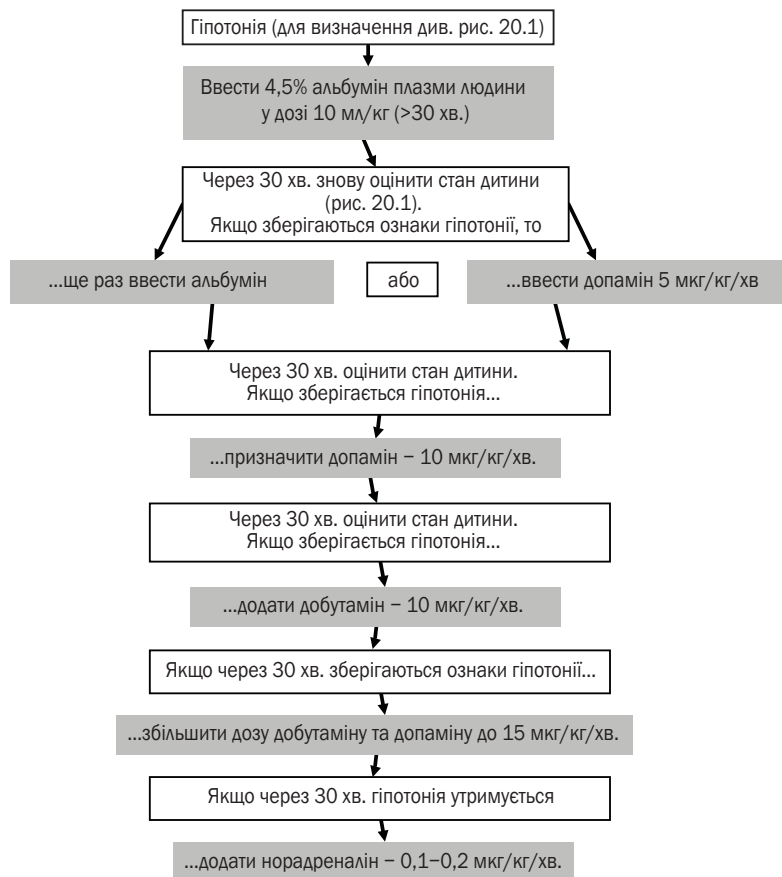 Гіпотонія (для визначення див. рис. 20.1)
Ввести 4,5% альбумін плазми людини
у дозі 10 мл/кг (>30 хв.)
Через 30 хв. знову оцінити стан дитини
(рис. 20.1).
Якщо зберігаються ознаки гіпотонії, то
...ще раз ввести альбумін
або
...ввести допамін 5 мкг/кг/хв
Через 30 хв. оцінити стан дитини.
Якщо зберігається гіпотонія...
...призначити допамін – 10 мкг/кг/хв.
Через 30 хв. оцінити стан дитини.
Якщо зберігається гіпотонія...
...додати добутамін – 10 мкг/кг/хв.
Якщо через 30 хв. зберігаються ознаки гіпотонії...
...збільшити дозу добутаміну та допаміну до 15 мкг/кг/хв.
Якщо через 30 хв. гіпотонія утримується
...додати норадреналін – 0,1–0,2 мкг/кг/хв.